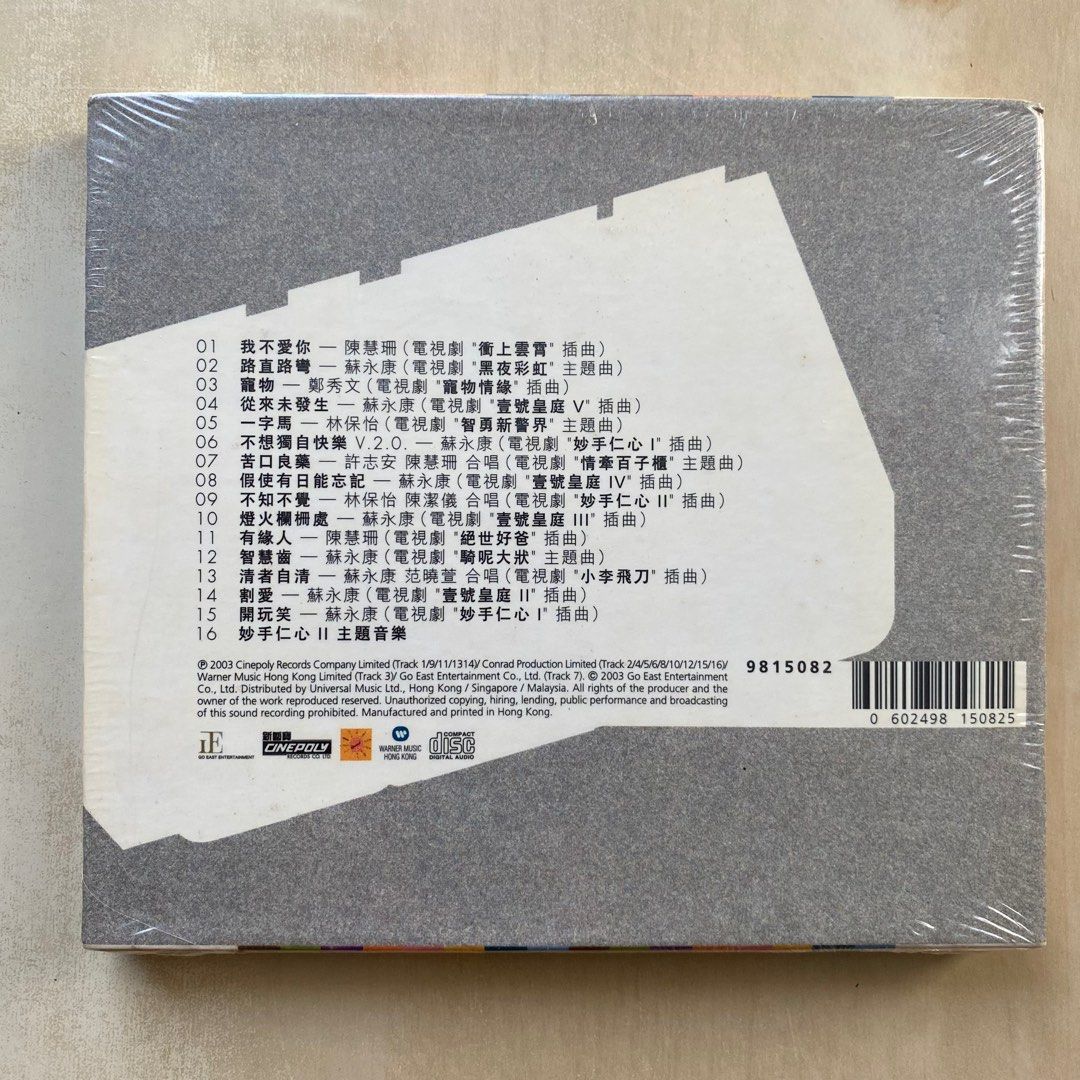 01 我不愛你 — 陳慧珊 (電視劇 "衝上雲霄" 插曲)
02 路直路彎 — 蘇永康 (電視劇 "黑夜彩虹" 主題曲)
03 寵物 — 鄭秀文 (電視劇 "寵物情緣" 插曲)
04 從來未發生 — 蘇永康 (電視劇 "壹號皇庭 V" 插曲)
05 一字馬 — 林保怡 (電視劇 "智勇新警界" 主題曲)
06 不想獨自快樂 V.2.0. — 蘇永康 (電視劇 "妙手仁心 I" 插曲)
07 苦口良藥 — 許志安 陳慧珊 合唱 (電視劇 "情牽百子櫃" 主題曲)
08 假使有日能忘記 — 蘇永康 (電視劇 "壹號皇庭 IV" 插曲)
09 不知不覺 — 林保怡 陳潔儀 合唱 (電視劇 "妙手仁心 II" 插曲)
10 燈火欄柵處 — 蘇永康 (電視劇 "壹號皇庭 III" 插曲)
11 有緣人 — 陳慧珊 (電視劇 "絕世好爸" 插曲)
12 智慧齒 — 蘇永康 (電視劇 "騎呢大狀" 主題曲)
13 清者自清 — 蘇永康 范曉萱 合唱 (電視劇 "小李飛刀" 插曲)
14 割愛 — 蘇永康 (電視劇 "壹號皇庭 II" 插曲)
15 開玩笑 — 蘇永康 (電視劇 "妙手仁心 I" 插曲)
16 妙手仁心 II 主題音樂
℗ 2003 Cinepoly Records Company Limited (Track 1/9/11/1314)/ Conrad Production Limited (Track 2/4/5/6/8/10/12/15/16)/
Warner Music Hong Kong Limited (Track 3)/ Go East Entertainment Co., Ltd. (Track 7). © 2003 Go East Entertainment
Co., Ltd. Distributed by Universal Music Ltd., Hong Kong / Singapore / Malaysia. All rights of the producer and the
owner of the work reproduced reserved. Unauthorized copying, hiring, lending, public performance and broadcasting
of this sound recording prohibited. Manufactured and printed in Hong Kong.
9815082
0 602498 150825
GO EAST ENTERTAINMENT
新藝寶
CINEPOLY
RECORDS CO. LTD.
WARNER MUSIC
HONG KONG
COMPACT
disc
DIGITAL AUDIO